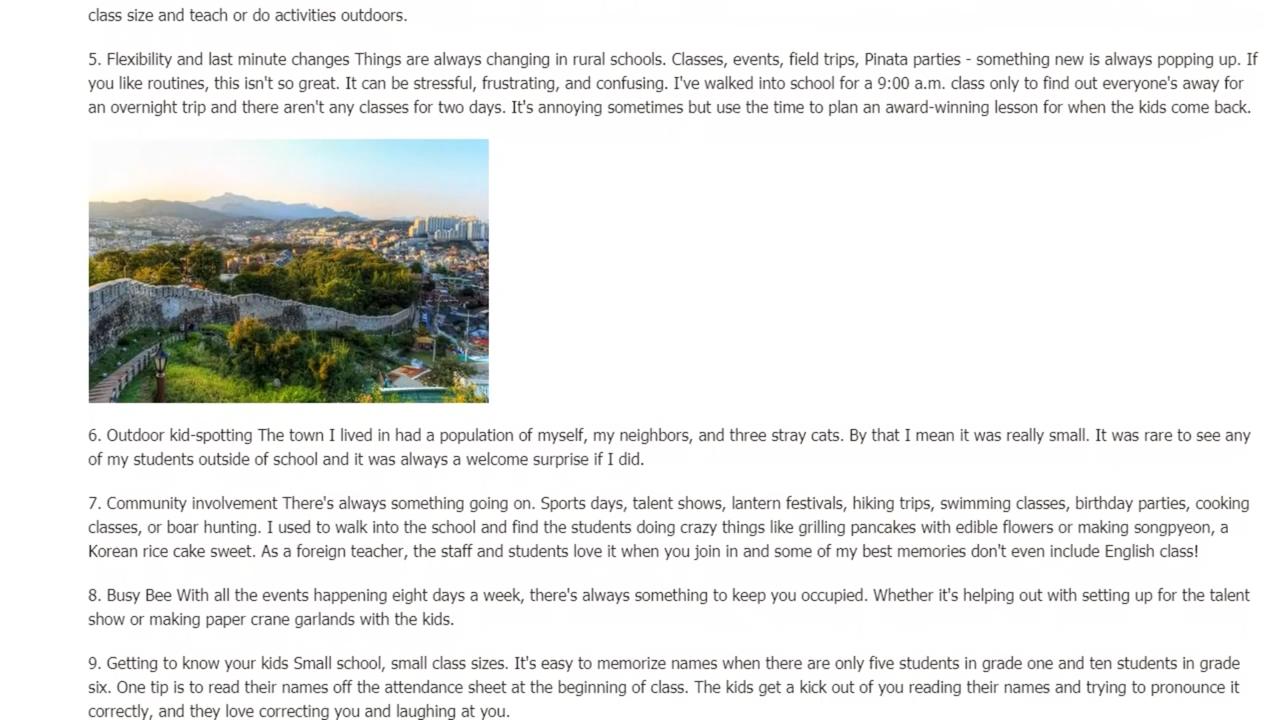 class size and teach or do activities outdoors.
5. Flexibility and last minute changes Things are always changing in rural schools. Classes, events, field trips, Pinata parties - something new is always popping up. If
you like routines, this isn't so great. It can be stressful, frustrating, and confusing. I've walked into school for a 9:00 a.m. class only to find out everyone's away for
an overnight trip and there aren't any classes for two days. It's annoying sometimes but use the time to plan an award-winning lesson for when the kids come back.
6. Outdoor kid-spotting The town I lived in had a population of myself, my neighbors, and three stray cats. By that I mean it was really small. It was rare to see any
of my students outside of school and it was always a welcome surprise if I did.
7. Community involvement There's always something going on. Sports days, talent shows, lantern festivals, hiking trips, swimming classes, birthday parties, cooking
classes, or boar hunting. I used to walk into the school and find the students doing crazy things like grilling pancakes with edible flowers or making songpyeon, a
Korean rice cake sweet. As a foreign teacher, the staff and students love it when you join in and some of my best memories don't even include English class!
8. Busy Bee With all the events happening eight days a week, there's always something to keep you occupied. Whether it's helping out with setting up for the talent
show or making paper crane garlands with the kids.
9. Getting to know your kids Small school, small class sizes. It's easy to memorize names when there are only five students in grade one and ten students in grade
six. One tip is to read their names off the attendance sheet at the beginning of class. The kids get a kick out of you reading their names and trying to pronounce it
correctly, and they love correcting you and laughing at you.